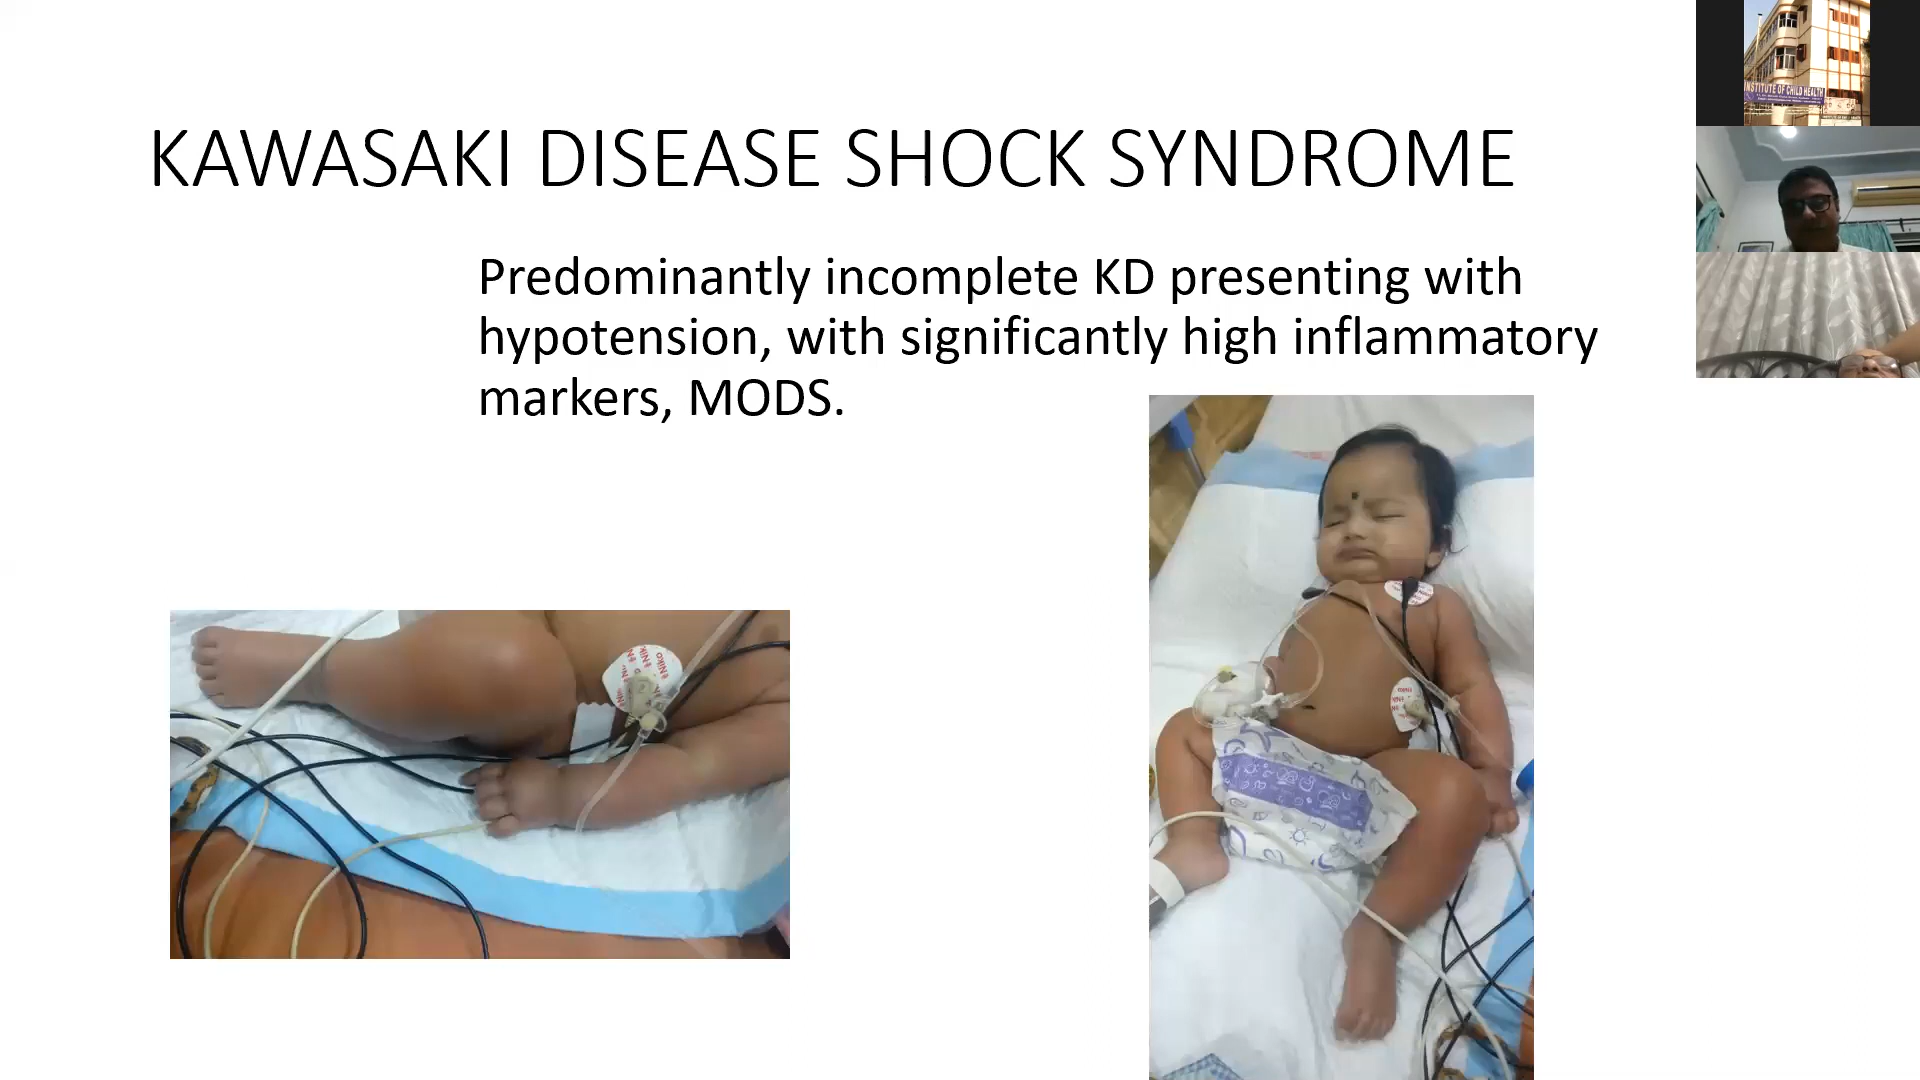 KAWASAKI DISEASE SHOCK SYNDROME
Predominantly incomplete KD presenting with
hypotension, with significantly high inflammatory
markers, MODS.
INSTITUTE OF CHILD HEALTH